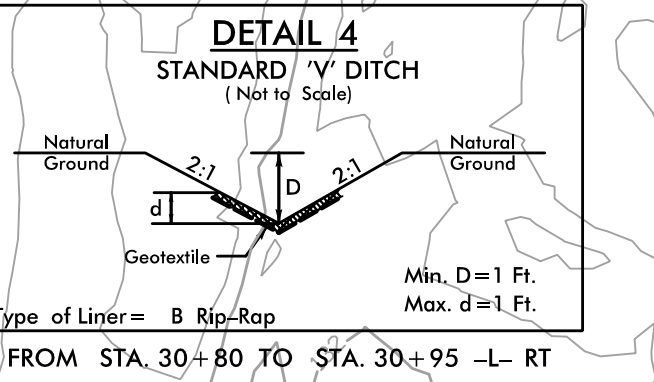 DETAIL 4
STANDARD 'V' DITCH
( Not to Scale)
Natural
Ground
2:1
D
2:1
Natural
Ground
d
Geotextile
Min. D=1 Ft.
Max. d=1 Ft.
Type of Liner= B Rip-Rap
FROM STA. 30+80 TO STA. 30+95 -L- RT